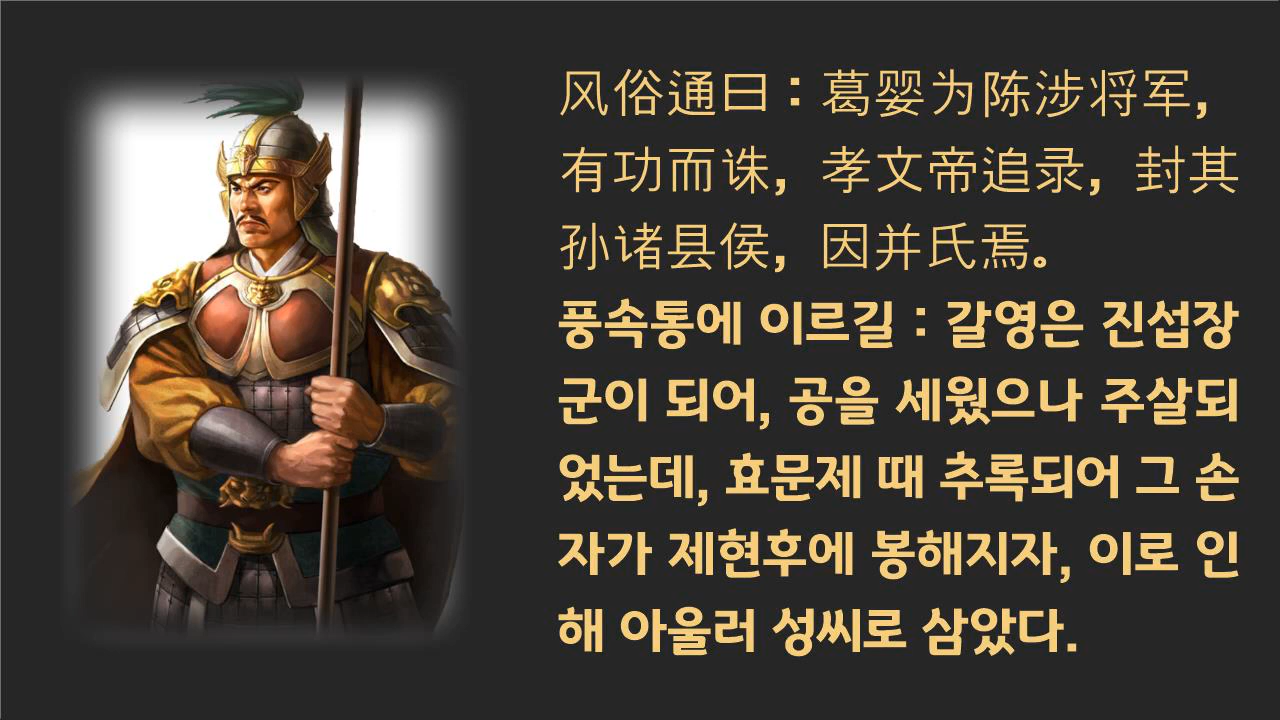 风俗通曰：葛婴为陈涉将军，
有功而诛，孝文帝追录，封其
孙诸县侯，因并氏焉。
풍속통에 이르길 : 갈영은 진섭장
군이 되어, 공을 세웠으나 주살되
었는데, 효문제 때 추록되어 그 손
자가 제현후에 봉해지자, 이로 인
해 아울러 성씨로 삼았다.